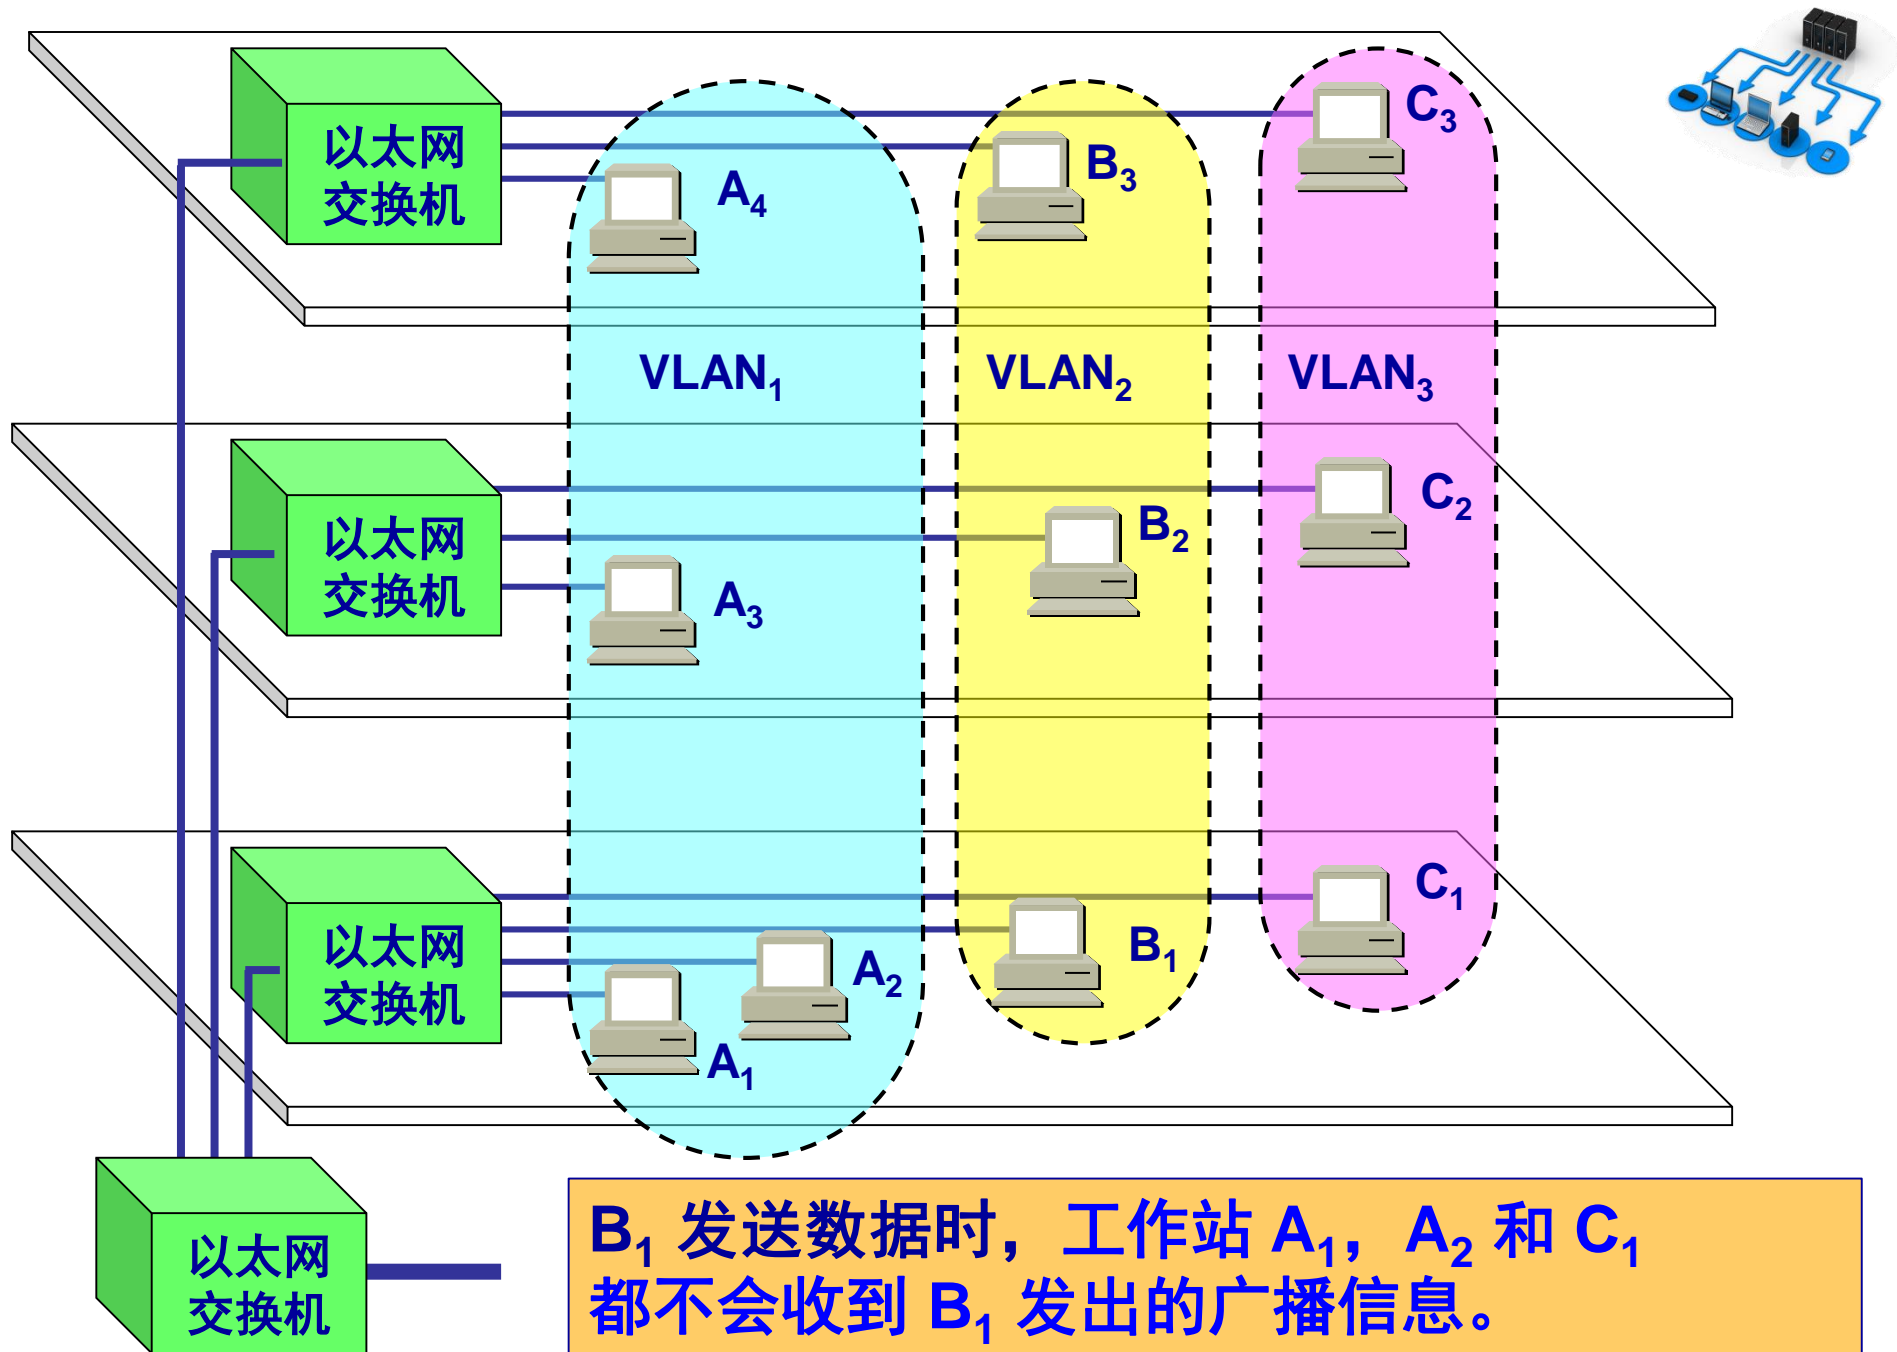 C₃
以太网
交换机
B₃
A₄
VLAN₁ VLAN₂ VLAN₃
C₂
以太网
交换机
B₂
A₃
C₁
以太网
交换机
B₁
A₂
A₁
B₁ 发送数据时，工作站 A₁，A₂ 和 C₁
都不会收到 B₁ 发出的广播信息。
以太网
交换机